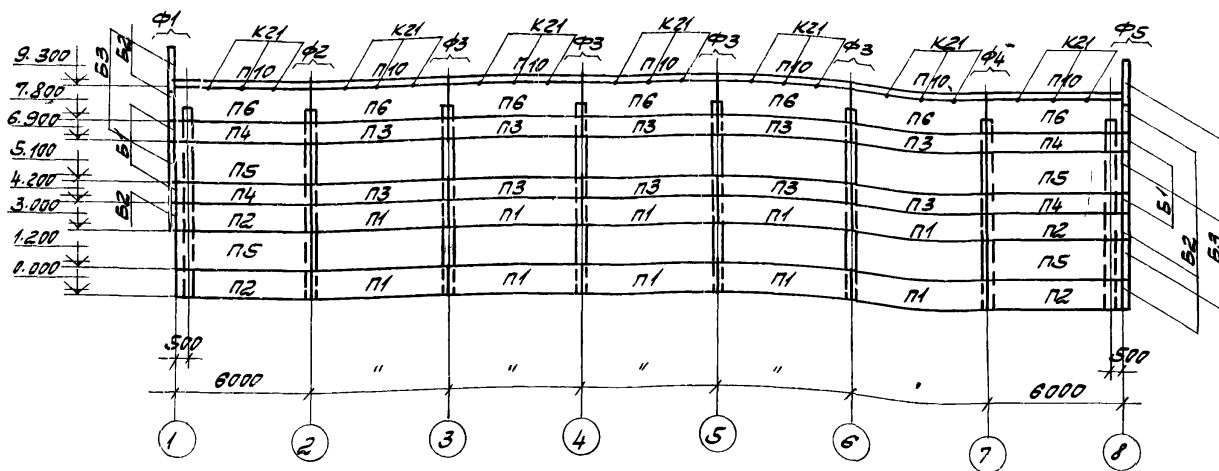 Ф1 К21 Ф2 К21 Ф3 К21 Ф3 К21 Ф3 К21 Ф3 К21 Ф4 К21 Ф5
Б3 Б2
9.300 П10 П10 П10 П10 П10 П10 П10
7.800 П6 П6 П6 П6 П6 П6 П6
6.900 П4 П3 П3 П3 П3 П3 П4
Б1
5.100 П5 П5
4.200 П4 П3 П3 П3 П3 П3 П4
Б2 Б1
3.000 П2 П1 П1 П1 П1 П1 П2
Б2 Б3
1.200 П5 П5
0.000 П2 П1 П1 П1 П1 П1 П2
500 500
6000 " " " " " 6000
1 2 3 4 5 6 7 8